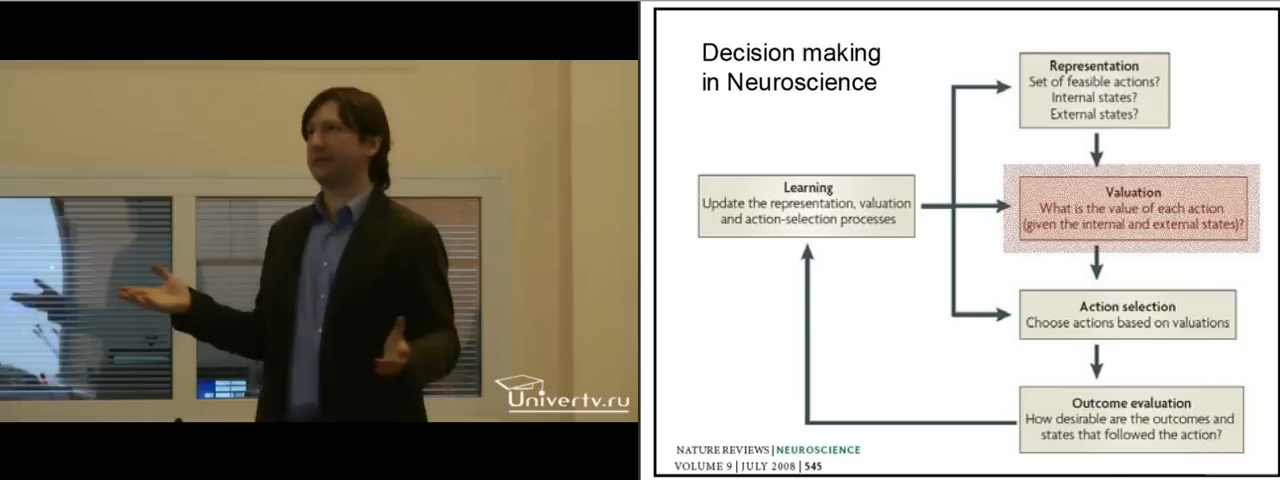 Univertv.ru
Decision making
in Neuroscience
Representation
Set of feasible actions?
Internal states?
External states?
Learning
Update the representation, valuation
and action-selection processes
Valuation
What is the value of each action
(given the internal and external states)?
Action selection
Choose actions based on valuations
Outcome evaluation
How desirable are the outcomes and
states that followed the action?
NATURE REVIEWS | NEUROSCIENCE
VOLUME 9 | JULY 2008 | 545